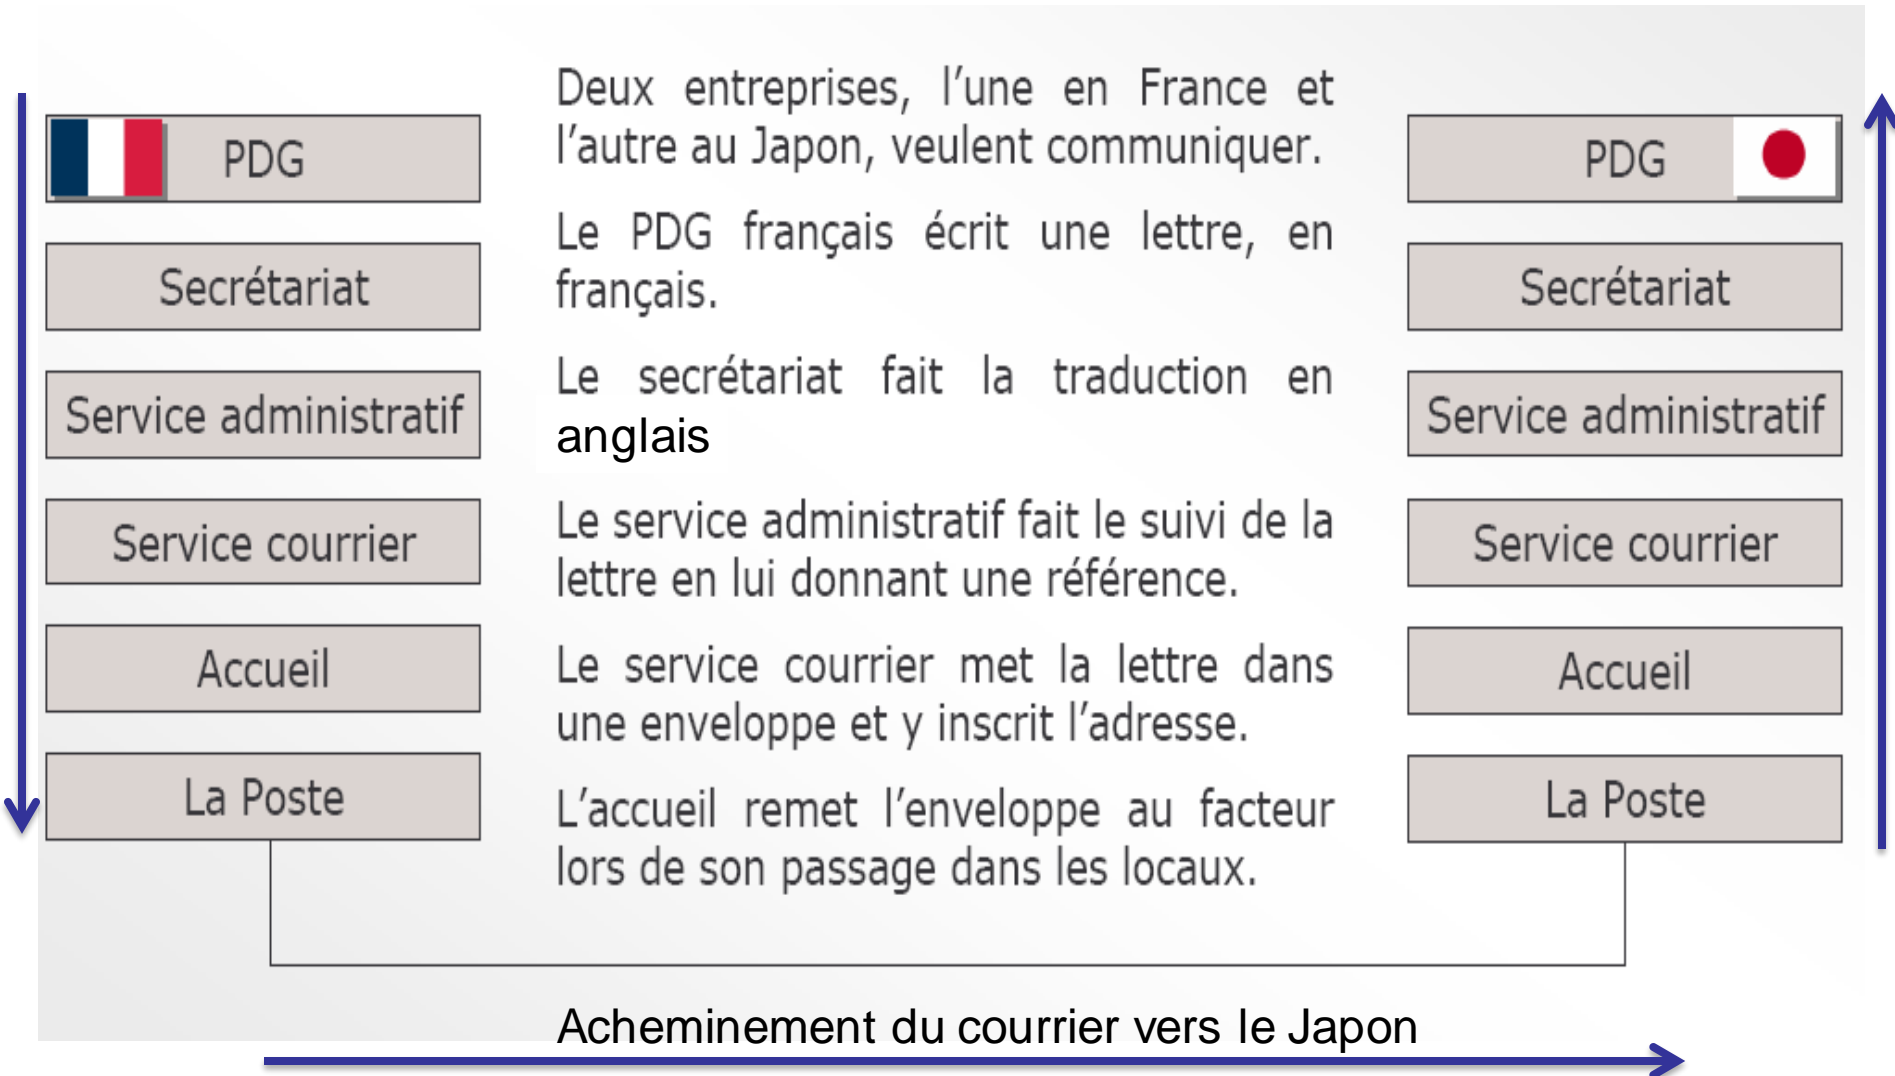 PDG
Secrétariat
Service administratif
Service courrier
Accueil
La Poste
Deux entreprises, l’une en France et
l’autre au Japon, veulent communiquer.
Le PDG français écrit une lettre, en
français.
Le secrétariat fait la traduction en
anglais
Le service administratif fait le suivi de la
lettre en lui donnant une référence.
Le service courrier met la lettre dans
une enveloppe et y inscrit l’adresse.
L’accueil remet l’enveloppe au facteur
lors de son passage dans les locaux.
PDG
Secrétariat
Service administratif
Service courrier
Accueil
La Poste
Acheminement du courrier vers le Japon